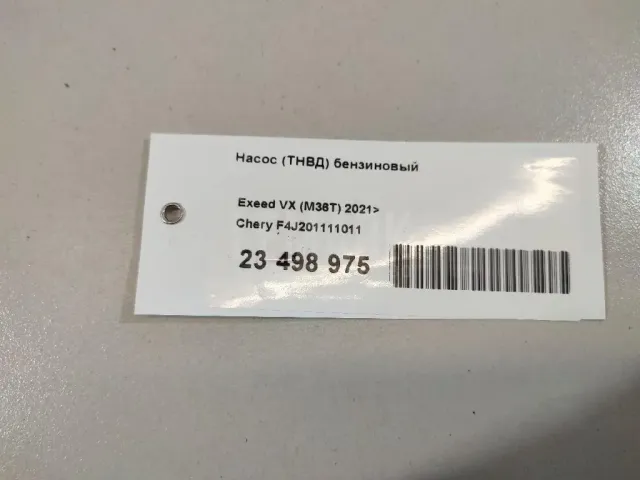 Насос (ТНВД) бензиновый
Exeed VX (M36T) 2021>
Chery F4J201111011
23 498 975